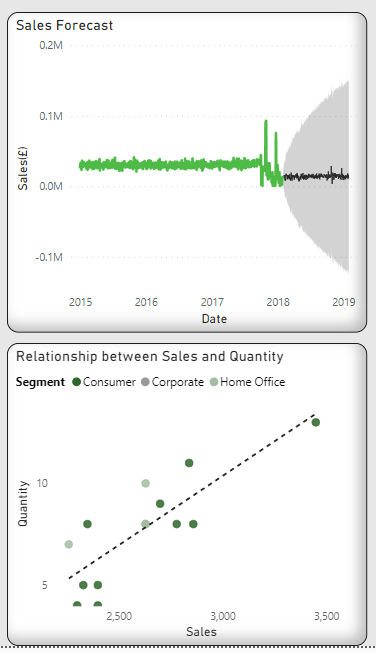 Sales Forecast
0.2M
0.1M
0.0M
-0.1M
Sales(£)
2015 2016 2017 2018 2019
Date
Relationship between Sales and Quantity
Segment Consumer Corporate Home Office
10
5
Quantity
2,500 3,000 3,500
Sales